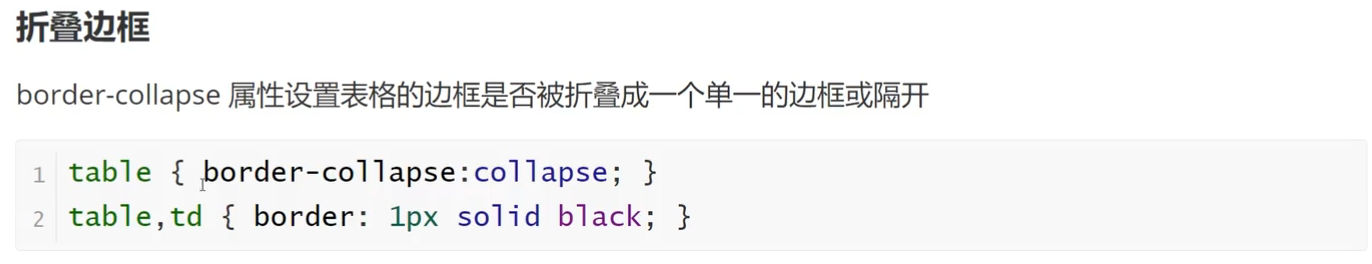 折叠边框
border-collapse 属性设置表格的边框是否被折叠成一个单一的边框或隔开
1 table { border-collapse:collapse; }
2 table,td { border: 1px solid black; }